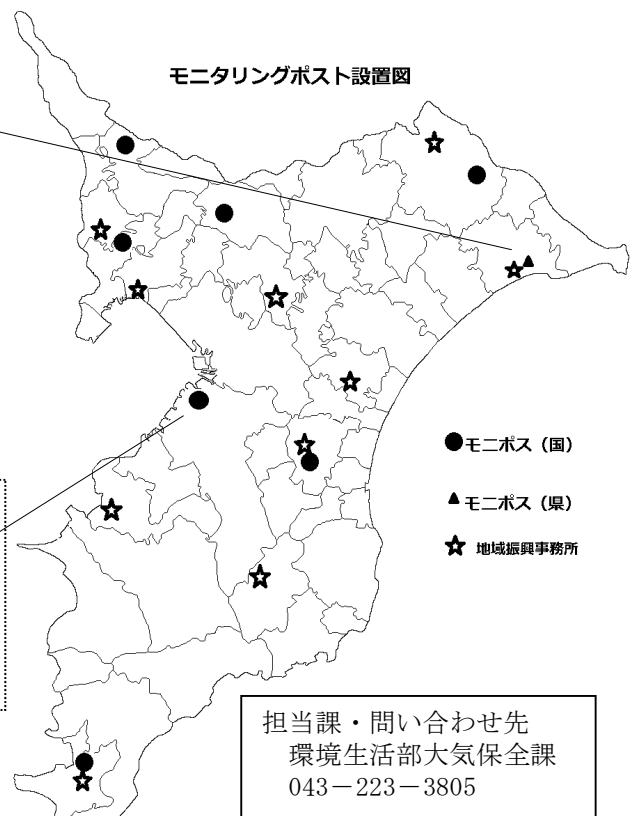 モニタリングポスト設置図
モニポス（国）
モニポス（県）
地域振興事務所
担当課・問い合わせ先
環境生活部大気保全課
043－223－3805